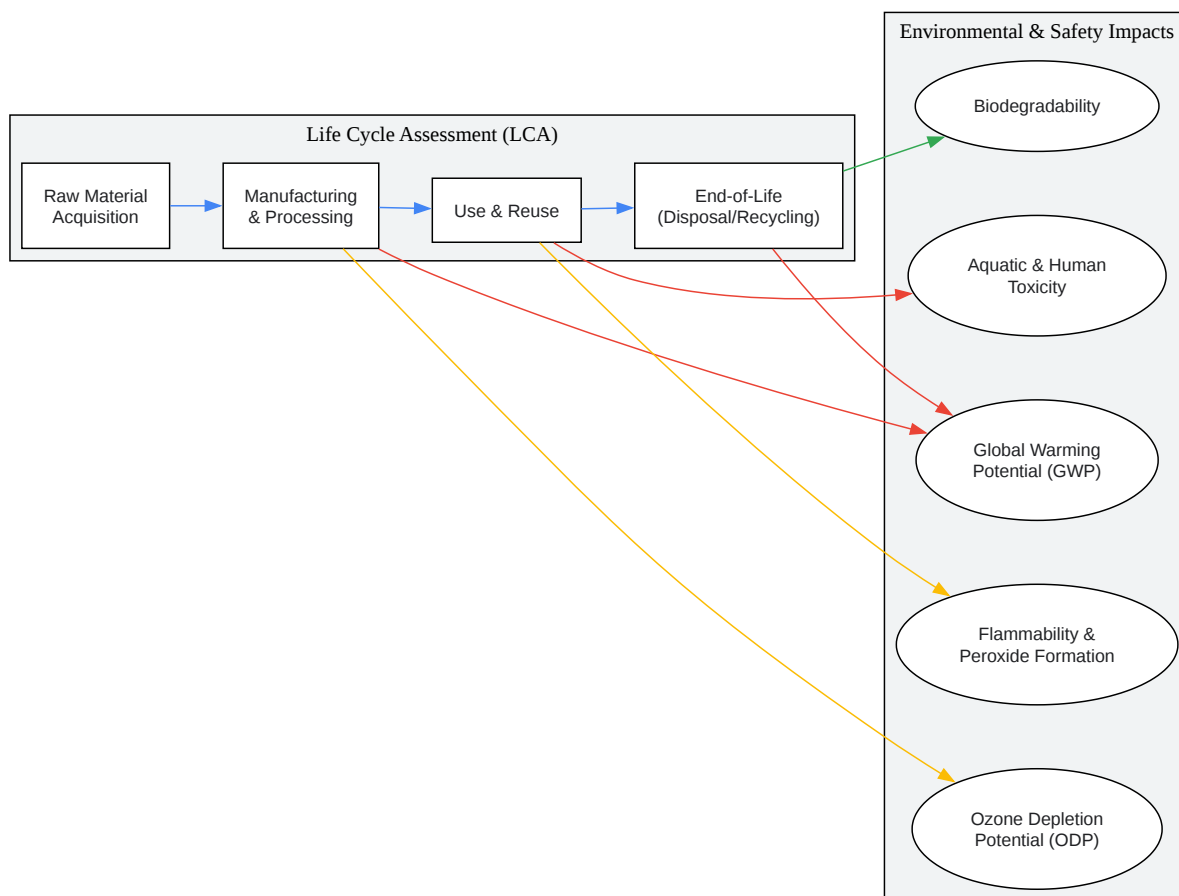 Environmental & Safety Impacts
Biodegradability
Life Cycle Assessment (LCA)
Raw Material
Acquisition
Manufacturing
& Processing
Use & Reuse
End-of-Life
(Disposal/Recycling)
Aquatic & Human
Toxicity
Global Warming
Potential (GWP)
Flammability &
Peroxide Formation
Ozone Depletion
Potential (ODP)